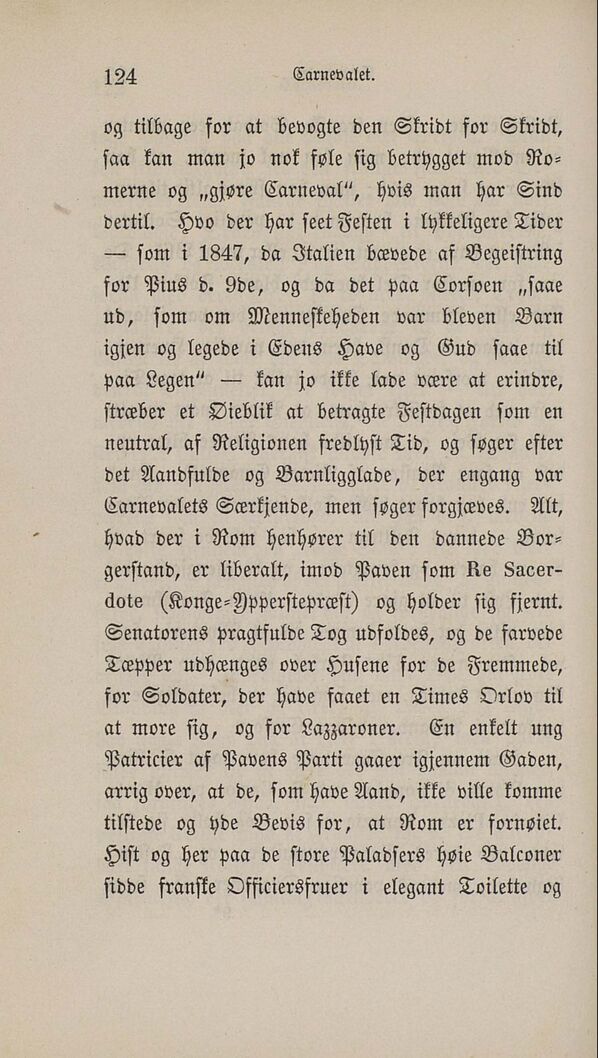 124
Carnevalet.
og tilbage for at bevogte den Skridt for Skridt,
saa kan man jo nok føle sig betrygget mod Ro-
merne og „gjøre Carneval“, hvis man har Sind
dertil. Hvo der har seet Festen i lykkeligere Tider
— som i 1847, da Italien bævede af Begeistring
for Pius d. 9de, og da det paa Corsoen „saae
ud, som om Menneskeheden var bleven Barn
igjen og legede i Edens Have og Gud saae til
paa Legen“ — kan jo ikke lade være at erindre,
stræber et Øieblik at betragte Festdagen som en
neutral, af Religionen fredlyst Tid, og søger efter
det Aandfulde og Barnligglade, der engang var
Carnevalets Særkjende, men søger forgjæves. Alt,
hvad der i Rom henhører til den dannede Bor-
gerstand, er liberalt, imod Paven som Re Sacer-
dote (Konge-Ypperstepræst) og holder sig fjernt.
Senatorens pragtfulde Tog udfoldes, og de farvede
Tæpper udhænges over Husene for de Fremmede,
for Soldater, der have faaet en Times Orlov til
at more sig, og for Lazzaroner. En enkelt ung
Patricier af Pavens Parti gaaer igjennem Gaden,
arrig over, at de, som have Aand, ikke ville komme
tilstede og yde Bevis for, at Rom er fornøiet.
Hist og her paa de store Paladsers høie Balconer
sidde franske Officiersfruer i elegant Toilette og